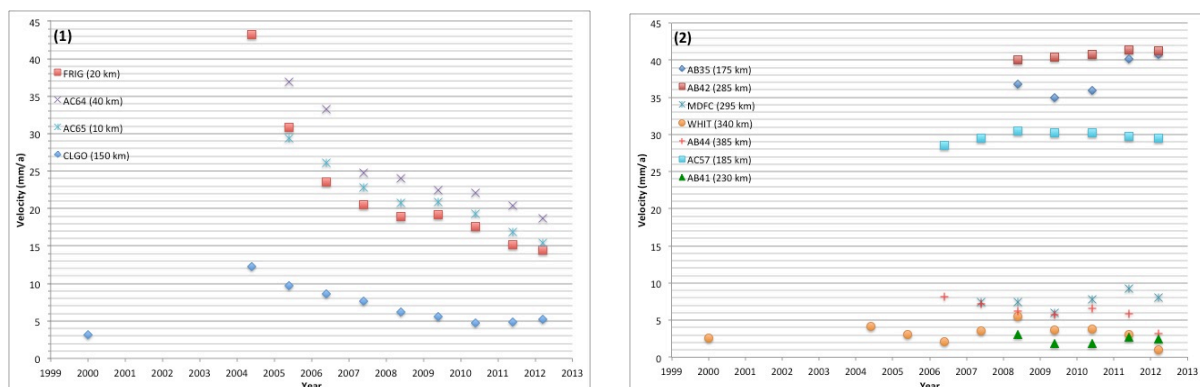 (1)
45
40
35
30
25
20
15
10
5
0
Velocity (mm/a)
FRIG (20 km)
AC64 (40 km)
AC65 (10 km)
CLGO (150 km)
1999 2000 2001 2002 2003 2004 2005 2006 2007 2008 2009 2010 2011 2012 2013
Year
(2)
45
40
35
30
25
20
15
10
5
0
Velocity (mm/a)
AB35 (175 km)
AB42 (285 km)
MDFC (295 km)
WHIT (340 km)
AB44 (385 km)
AC57 (185 km)
AB41 (230 km)
1999 2000 2001 2002 2003 2004 2005 2006 2007 2008 2009 2010 2011 2012 2013
Year